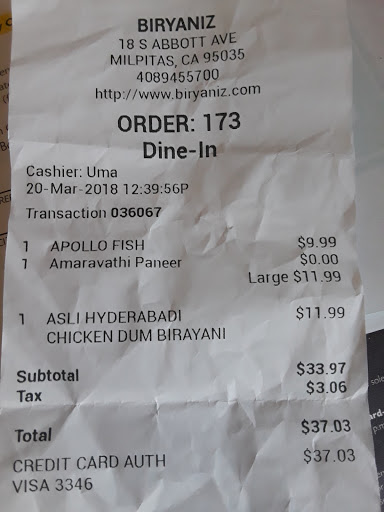 BIRYANIZ
18 S ABBOTT AVE
MILPITAS, CA 95035
4089455700
http://www.biryaniz.com
ORDER: 173
Dine-In
Cashier: Uma
20-Mar-2018 12:39:56P
Transaction 036067
1 APOLLO FISH $9.99
1 Amaravathi Paneer $0.00
Large $11.99
1 ASLI HYDERABADI $11.99
CHICKEN DUM BIRAYANI
Subtotal $33.97
Tax $3.06
Total $37.03
CREDIT CARD AUTH $37.03
VISA 3346